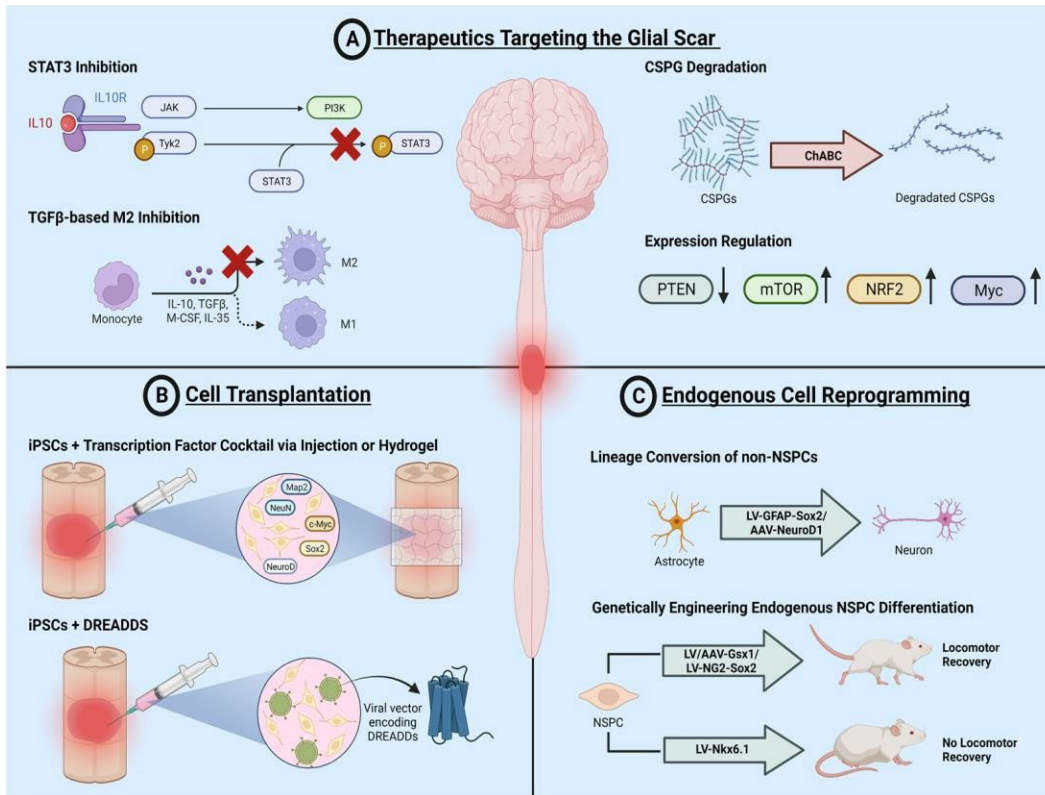 A Therapeutics Targeting the Glial Scar
STAT3 Inhibition
IL10R
IL10
JAK
PI3K
P
Tyk2
P
STAT3
STAT3
TGFβ-based M2 Inhibition
Monocyte
IL-10, TGFβ,
M-CSF, IL-35
M2
M1
CSPG Degradation
CSPGs
ChABC
Degraded CSPGs
Expression Regulation
PTEN
mTOR
NRF2
Myc
B Cell Transplantation
iPSCs + Transcription Factor Cocktail via Injection or Hydrogel
Map2
NeuN
c-Myc
Sox2
NeuroD
iPSCs + DREADDS
Viral vector
encoding
DREADDs
C Endogenous Cell Reprogramming
Lineage Conversion of non-NSPCs
Astrocyte
LV-GFAP-Sox2/
AAV-NeuroD1
Neuron
Genetically Engineering Endogenous NSPC Differentiation
NSPC
LV/AAV-Gsx1/
LV-NG2-Sox2
Locomotor
Recovery
LV-Nkx6.1
No Locomotor
Recovery